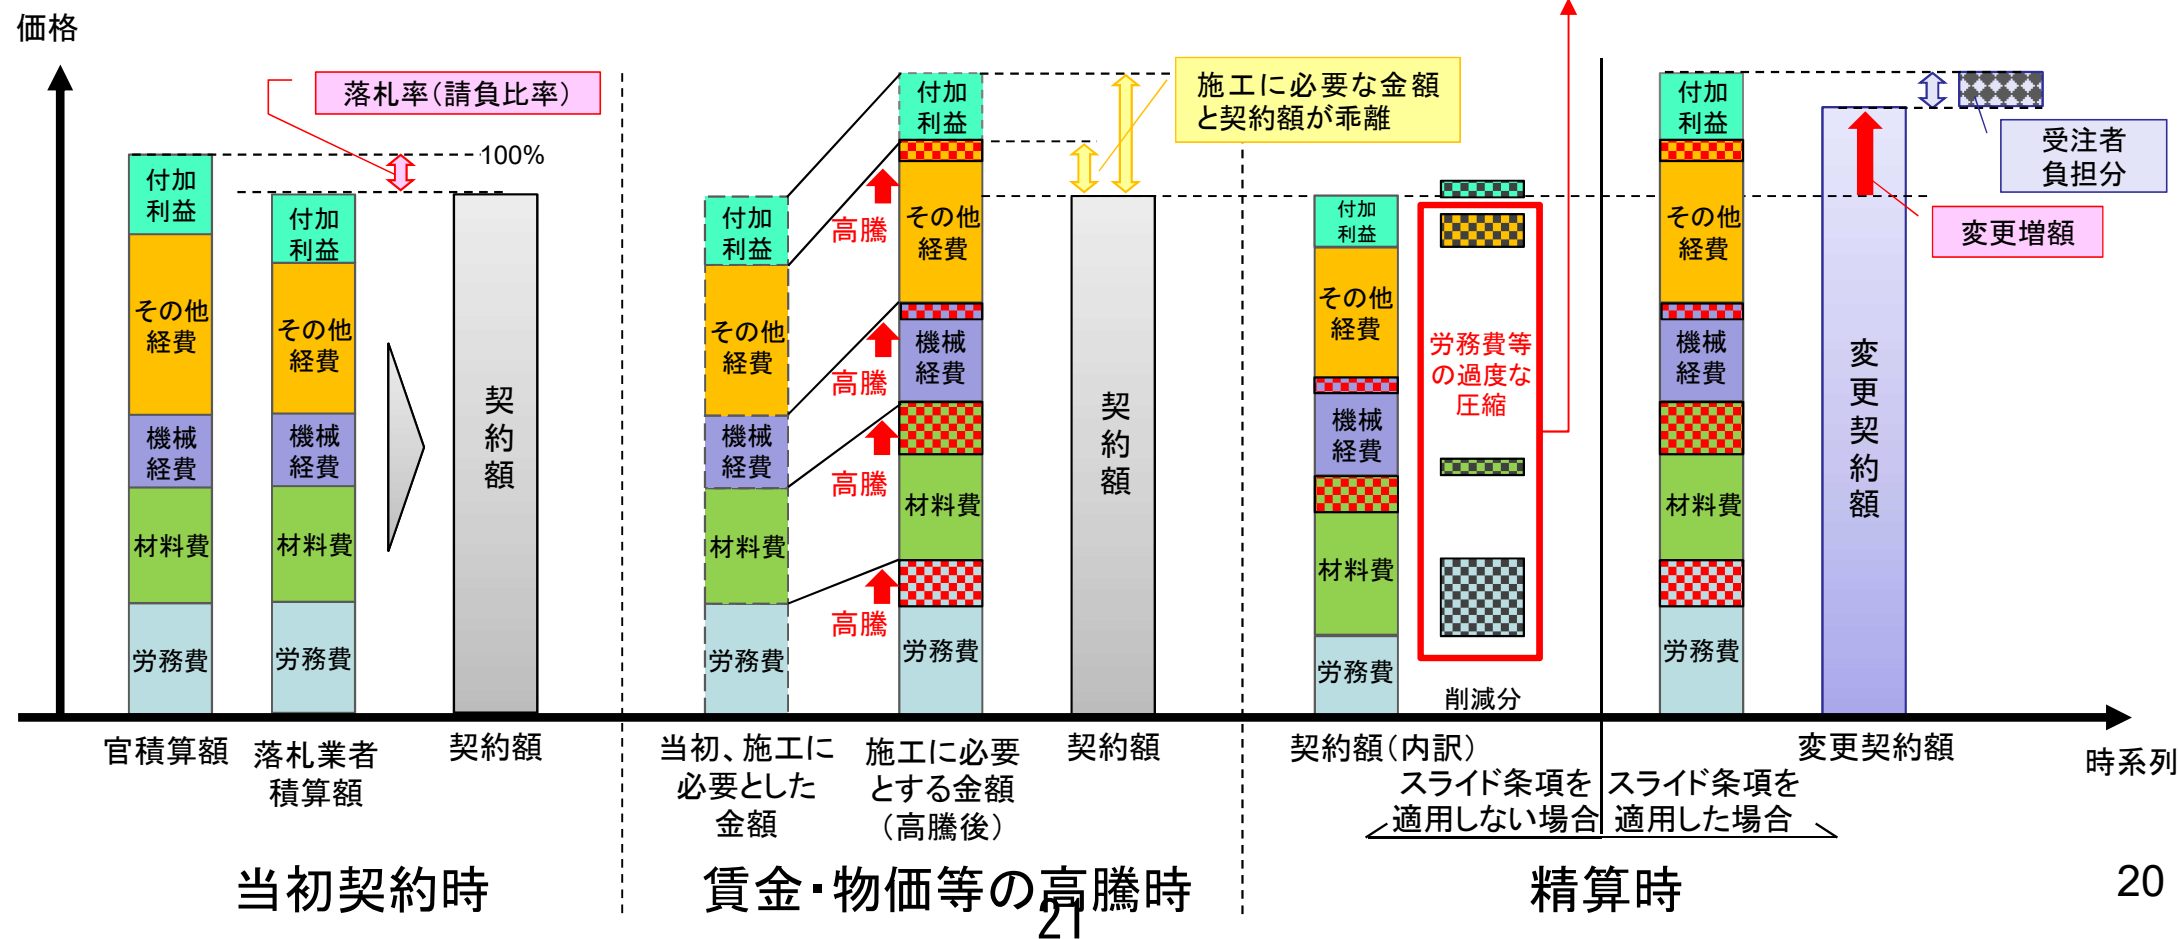 価格
落札率（請負比率）
100%
付加
利益
その他
経費
機械
経費
材料費
労務費
付加
利益
その他
経費
機械
経費
材料費
労務費
契
約
額
官積算額
落札業者
積算額
契約額
当初契約時
付加
利益
その他
経費
機械
経費
材料費
労務費
高騰
高騰
高騰
高騰
付加
利益
その他
経費
機械
経費
材料費
労務費
施工に必要な金額
と契約額が乖離
契
約
額
当初、施工に
必要とした
金額
施工に必要
とする金額
（高騰後）
契約額
賃金・物価等の高騰時
付加
利益
その他
経費
機械
経費
材料費
労務費
労務費等
の過度な
圧縮
削減分
契約額（内訳）
スライド条項を
適用しない場合
付加
利益
その他
経費
機械
経費
材料費
労務費
変
更
契
約
額
受注者
負担分
変更増額
変更契約額
スライド条項を
適用した場合
時系列
精算時
20
21